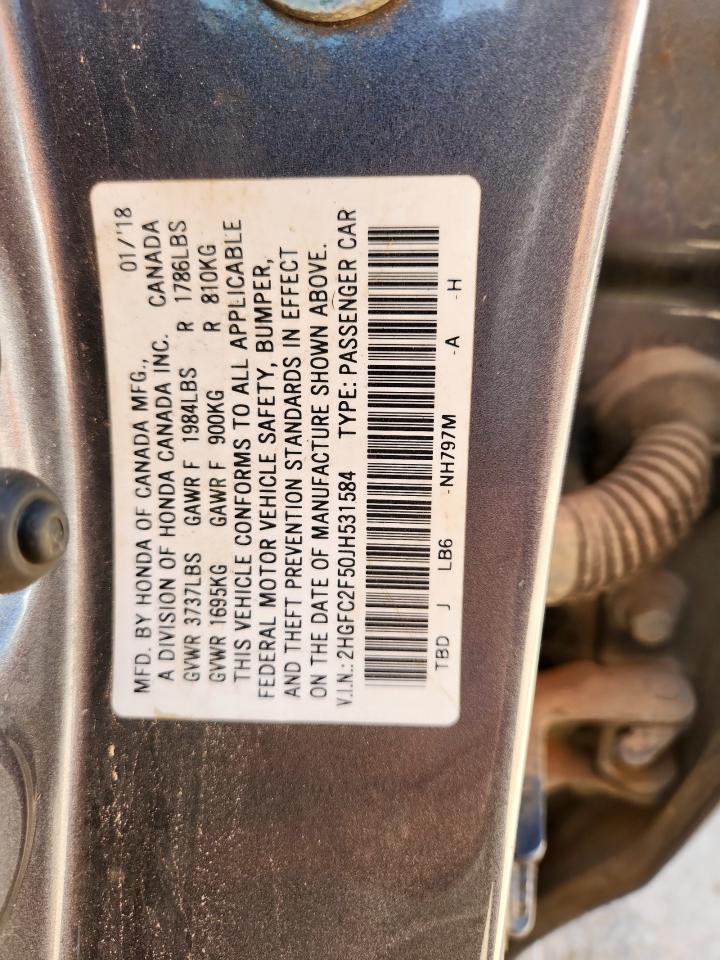 MFD. BY HONDA OF CANADA MFG., 01/'18
A DIVISION OF HONDA CANADA INC. CANADA
GVWR 3737LBS GAWR F 1984LBS R 1786LBS
GVWR 1695KG GAWR F 900KG R 810KG
THIS VEHICLE CONFORMS TO ALL APPLICABLE
FEDERAL MOTOR VEHICLE SAFETY, BUMPER,
AND THEFT PREVENTION STANDARDS IN EFFECT
ON THE DATE OF MANUFACTURE SHOWN ABOVE.
V.I.N.: 2HGFC2F50JH531584 TYPE: PASSENGER CAR
TBD J LB6 -NH797M -A -H